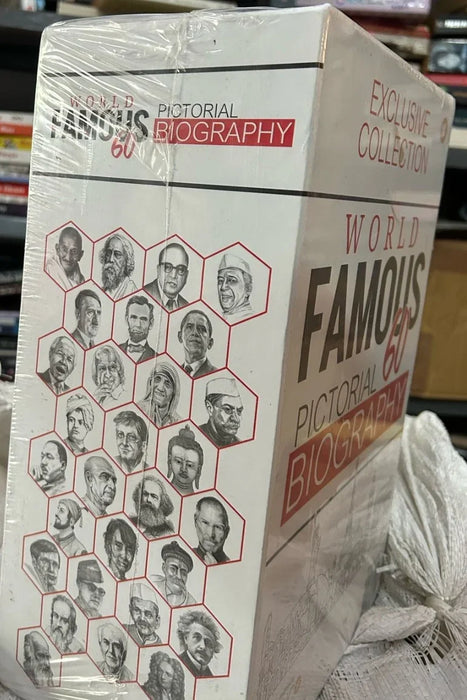 WORLD
FAMOUS
60
PICTORIAL
BIOGRAPHY
EXCLUSIVE
COLLECTION
WORLD
FAMOUS
60
PICTORIAL
BIOGRAPHY